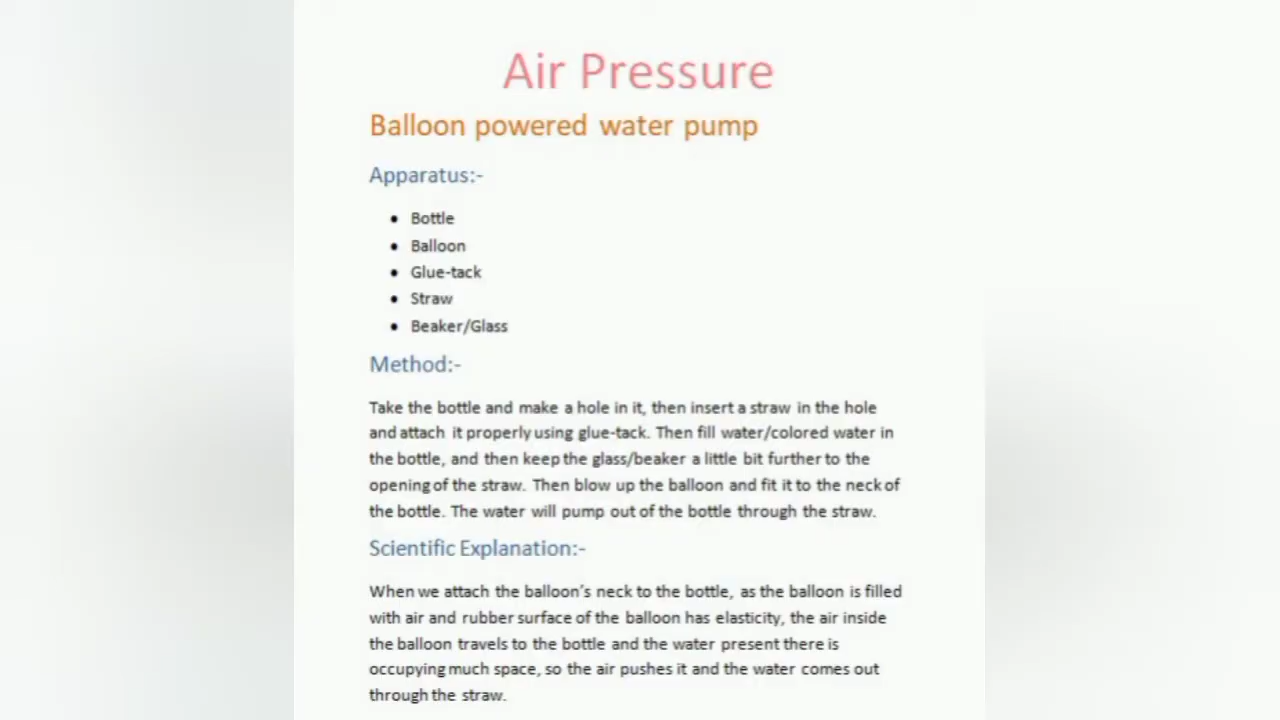 Air Pressure
Balloon powered water pump
Apparatus:-
• Bottle
• Balloon
• Glue-tack
• Straw
• Beaker/Glass
Method:-
Take the bottle and make a hole in it, then insert a straw in the hole
and attach it properly using glue-tack. Then fill water/colored water in
the bottle, and then keep the glass/beaker a little bit further to the
opening of the straw. Then blow up the balloon and fit it to the neck of
the bottle. The water will pump out of the bottle through the straw.
Scientific Explanation:-
When we attach the balloon's neck to the bottle, as the balloon is filled
with air and rubber surface of the balloon has elasticity, the air inside
the balloon travels to the bottle and the water present there is
occupying much space, so the air pushes it and the water comes out
through the straw.